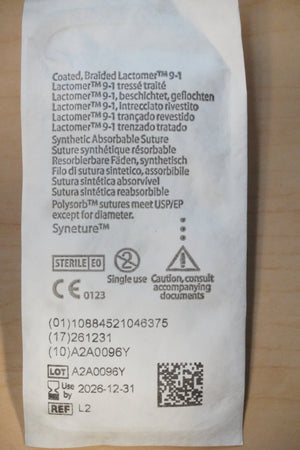 Coated, Braided Lactomer™ 9-1
Lactomer™ 9-1 tressé traité
Lactomer™ 9-1, beschichtet, geflochten
Lactomer™ 9-1, intrecciato rivestito
Lactomer™ 9-1 trançado revestido
Lactomer™ 9-1 trenzado tratado
Synthetic Absorbable Suture
Suture synthétique résorbable
Resorbierbare Fäden, synthetisch
Filo di sutura sintetico, assorbibile
Sutura sintética absorvível
Sutura sintética reabsorbible
Polysorb™ sutures meet USP/EP
except for diameter.
Syneture™
STERILE EO
2
Single use
Caution, consult
accompanying
documents
CE 0123
(01)10884521046375
(17)261231
(10)A2A0096Y
LOT A2A0096Y
Use
by 2026-12-31
REF L2